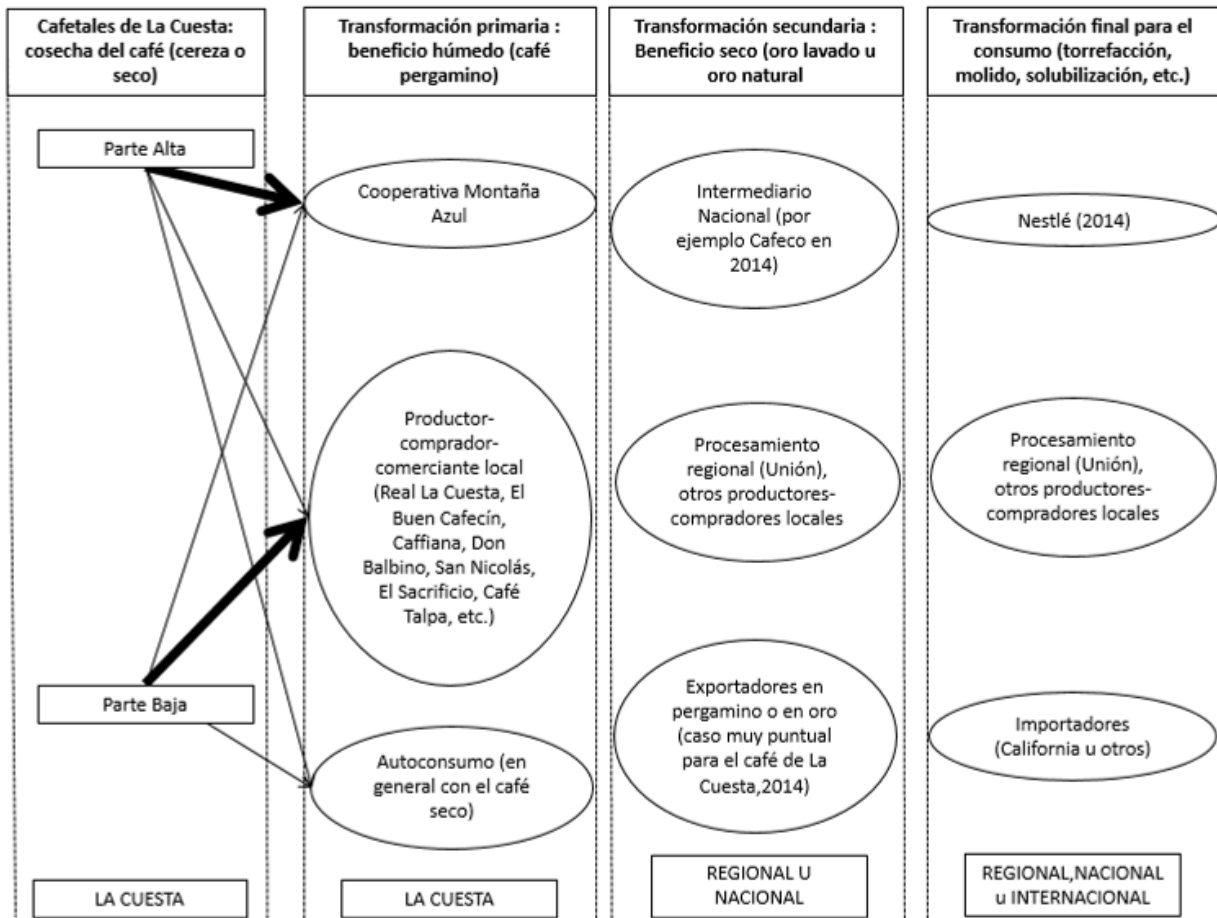 Cafetales de La Cuesta:
cosecha del café (cereza o
seco)
Transformación primaria :
beneficio húmedo (café
pergamino)
Transformación secundaria :
Beneficio seco (oro lavado u
oro natural
Transformación final para el
consumo (torrefacción,
molido, solubilización, etc.)
Parte Alta
Parte Baja
LA CUESTA
Cooperativa Montaña
Azul
Productor-
comprador-
comerciante local
(Real La Cuesta, El
Buen Cafecín,
Caffiana, Don
Balbino, San Nicolás,
El Sacrificio, Café
Talpa, etc.)
Autoconsumo (en
general con el café
seco)
LA CUESTA
Intermediario
Nacional (por
ejemplo Cafeco en
2014)
Procesamiento
regional (Unión),
otros productores-
compradores locales
Exportadores en
pergamino o en oro
(caso muy puntual
para el café de La
Cuesta,2014)
REGIONAL U
NACIONAL
Nestlé (2014)
Procesamiento
regional (Unión),
otros productores-
compradores locales
Importadores
(California u otros)
REGIONAL,NACIONAL
u INTERNACIONAL